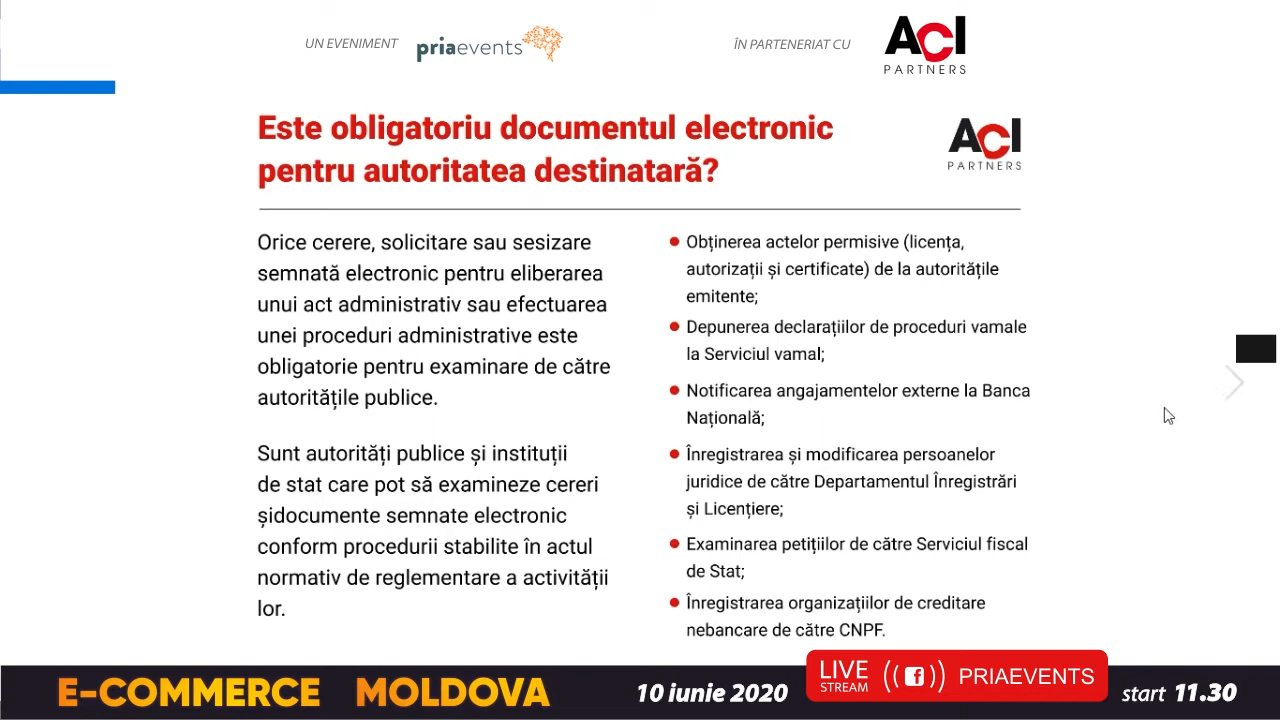 UN EVENIMENT
priaevents
ÎN PARTENERIAT CU
ACI
PARTNERS
Este obligatoriu documentul electronic
pentru autoritatea destinatară?
ACI
PARTNERS
Orice cerere, solicitare sau sesizare
semnată electronic pentru eliberarea
unui act administrativ sau efectuarea
unei proceduri administrative este
obligatorie pentru examinare de către
autoritățile publice.
Sunt autorități publice și instituții
de stat care pot să examineze cereri
șidocumente semnate electronic
conform procedurii stabilite în actul
normativ de reglementare a activității
lor.
Obținerea actelor permisive (licența,
autorizații și certificate) de la autoritățile
emitente;
Depunerea declarațiilor de proceduri vamale
la Serviciul vamal;
Notificarea angajamentelor externe la Banca
Națională;
Înregistrarea și modificarea persoanelor
juridice de către Departamentul Înregistrări
și Licențiere;
Examinarea petițiilor de către Serviciul fiscal
de Stat;
Înregistrarea organizațiilor de creditare
nebancare de către CNPF.
E-COMMERCE MOLDOVA
10 iunie 2020
LIVE
STREAM
PRIAEVENTS
start 11.30